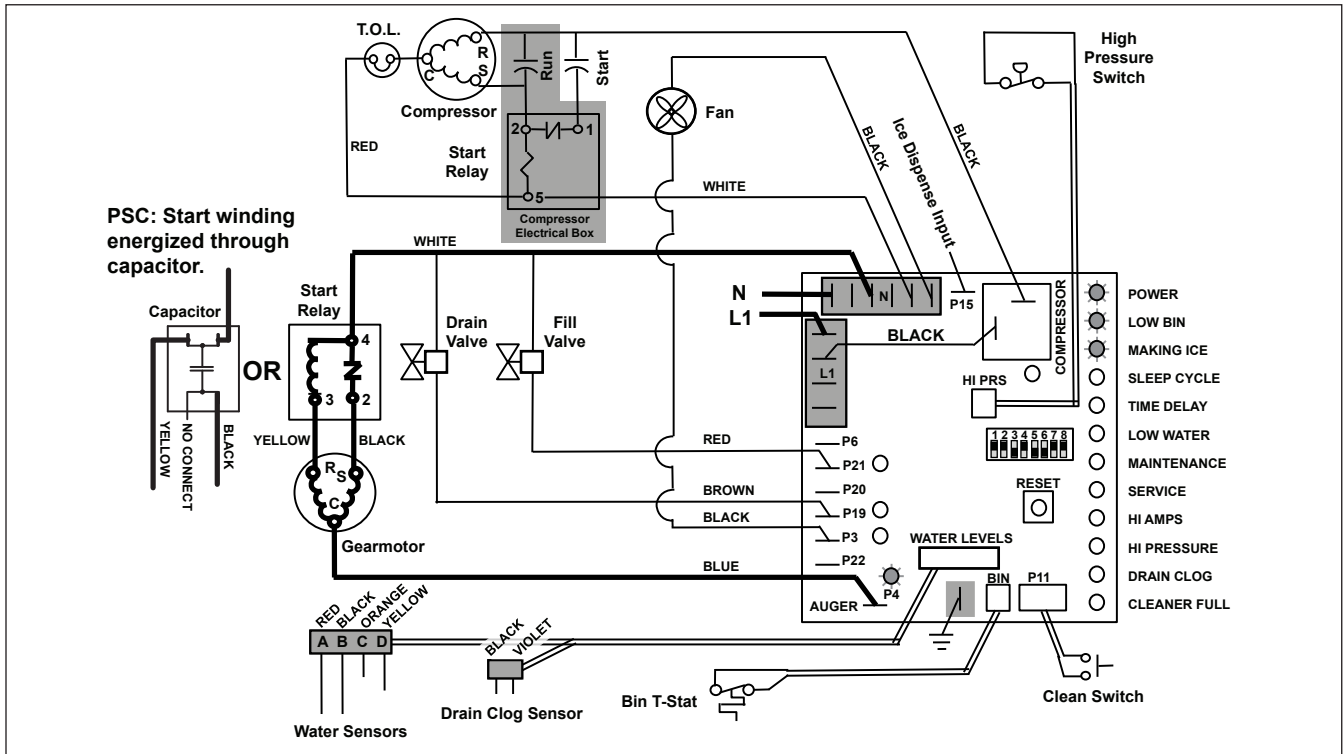 T.O.L.
R
S
C
Compressor
Run
Start
2
1
Start
Relay
5
Compressor
Electrical Box
RED
WHITE
Fan
BLACK
Ice Dispense Input
BLACK
High
Pressure
Switch
PSC: Start winding
energized through
capacitor.
WHITE
Capacitor
OR
Start
Relay
4
3
2
YELLOW
NO CONNECT
BLACK
YELLOW
BLACK
R
S
C
Gearmotor
Drain
Valve
Fill
Valve
N
L1
N
P15
L1
BLACK
COMPRESSOR
HI PRS
1 2 3 4 5 6 7 8
RESET
RED
BROWN
BLACK
BLUE
P6
P21
P20
P19
P3
P22
P4
AUGER
WATER LEVELS
BIN
P11
POWER
LOW BIN
MAKING ICE
SLEEP CYCLE
TIME DELAY
LOW WATER
MAINTENANCE
SERVICE
HI AMPS
HI PRESSURE
DRAIN CLOG
CLEANER FULL
RED
BLACK
ORANGE
YELLOW
A B C D
Water Sensors
BLACK
VIOLET
Drain Clog Sensor
Bin T-Stat
Clean Switch